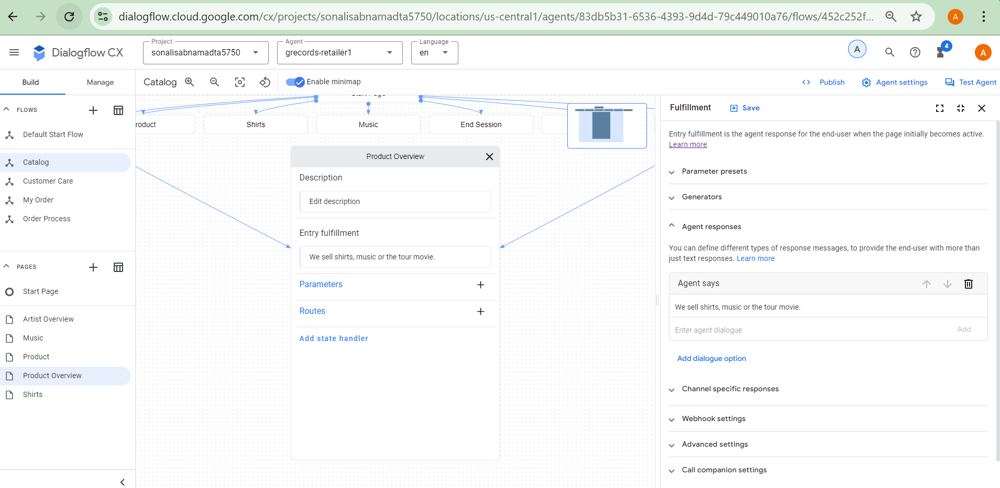 dialogflow.cloud.google.com/cx/projects/sonalisabnamadta5750/locations/us-central1/agents/83db5b31-6536-4393-9d4d-79c449010a76/flows/452c252f...
A
Dialogflow CX
Project
sonalisabnamadta5750
Agent
grecords-retailer1
Language
en
A
4
A
Build
Manage
Catalog
Enable minimap
Publish
Agent settings
Test Agent
FLOWS
Default Start Flow
Catalog
Customer Care
My Order
Order Process
PAGES
Start Page
Artist Overview
Music
Product
Product Overview
Shirts
Start Page
roduct
Shirts
Music
End Session
Product Overview
Description
Edit description
Entry fulfillment
We sell shirts, music or the tour movie.
Parameters
Routes
Add state handler
Fulfillment
Save
Entry fulfillment is the agent response for the end-user when the page initially becomes active.
Learn more
Parameter presets
Generators
Agent responses
You can define different types of response messages, to provide the end-user with more than
just text responses. Learn more
Agent says
We sell shirts, music or the tour movie.
Enter agent dialogue
Add
Add dialogue option
Channel specific responses
Webhook settings
Advanced settings
Call companion settings